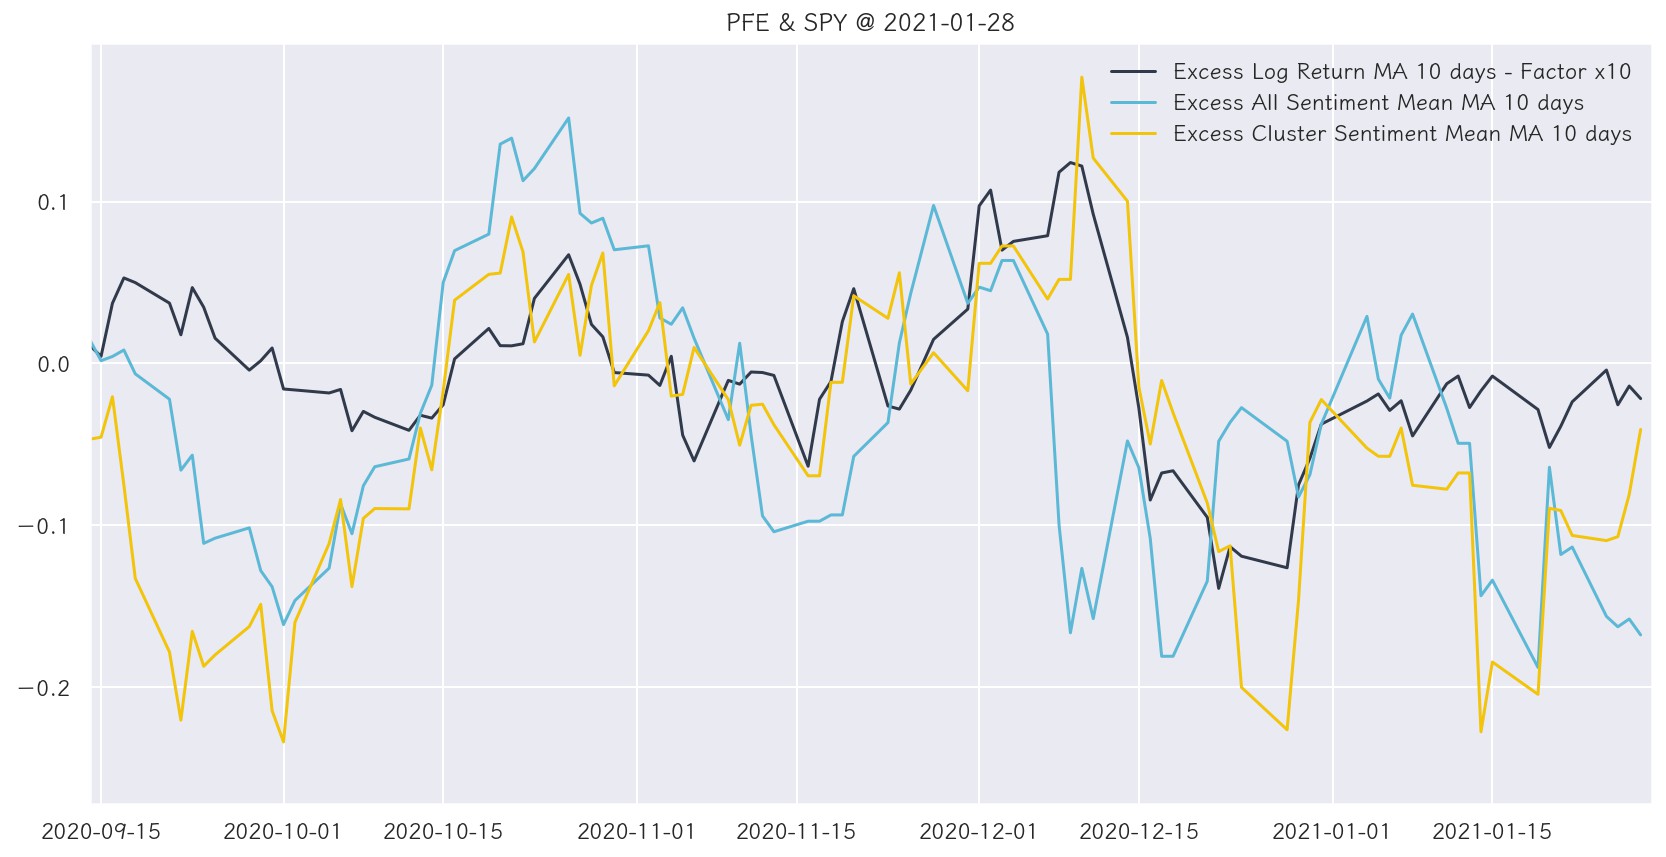 PFE & SPY @ 2021-01-28
Excess Log Return MA 10 days - Factor x10
Excess All Sentiment Mean MA 10 days
Excess Cluster Sentiment Mean MA 10 days
0.1
0.0
−0.1
−0.2
2020-09-15 2020-10-01 2020-10-15 2020-11-01 2020-11-15 2020-12-01 2020-12-15 2021-01-01 2021-01-15